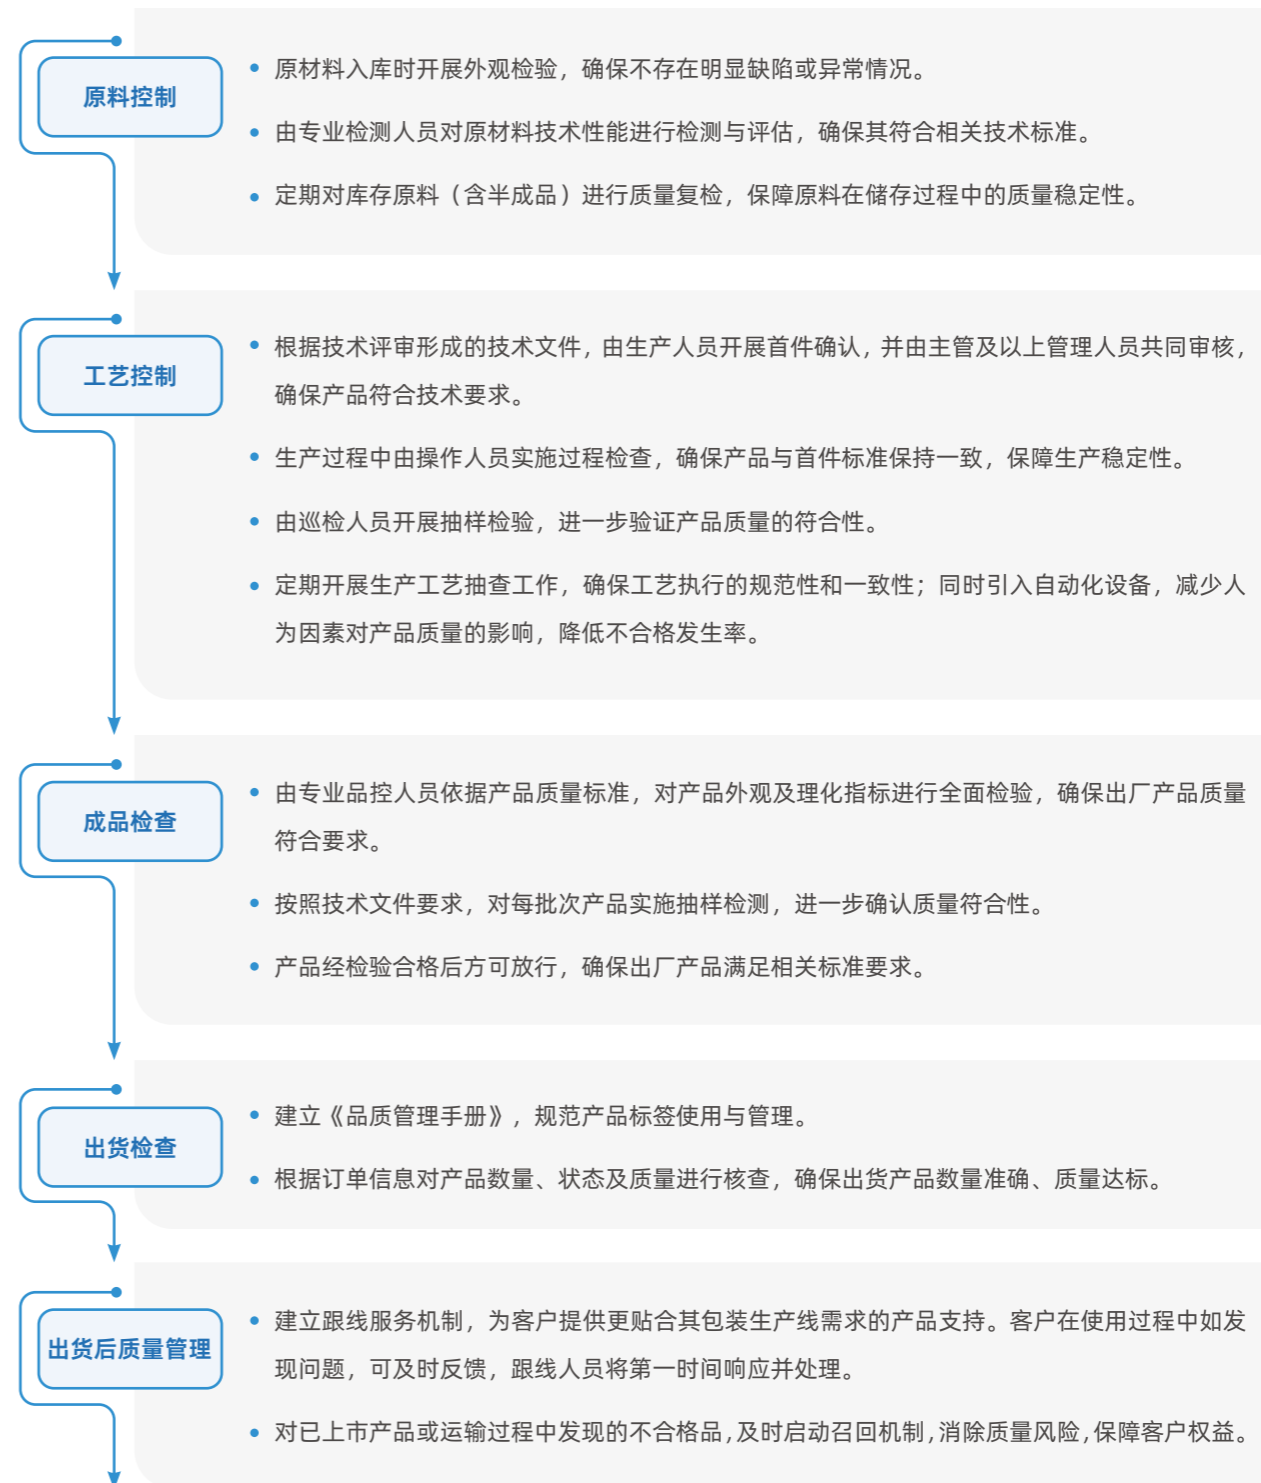 原料控制
原材料入库时开展外观检验，确保不存在明显缺陷或异常情况。
由专业检测人员对原材料技术性能进行检测与评估，确保其符合相关技术标准。
定期对库存原料（含半成品）进行质量复检，保障原料在储存过程中的质量稳定性。
工艺控制
根据技术评审形成的技术文件，由生产人员开展首件确认，并由主管及以上管理人员共同审核，
确保产品符合技术要求。
生产过程中由操作人员实施过程检查，确保产品与首件标准保持一致，保障生产稳定性。
由巡检人员开展抽样检验，进一步验证产品质量的符合性。
定期开展生产工艺抽查工作，确保工艺执行的规范性和一致性；同时引入自动化设备，减少人
为因素对产品质量的影响，降低不合格发生率。
成品检查
由专业品控人员依据产品质量标准，对产品外观及理化指标进行全面检验，确保出厂产品质量
符合要求。
按照技术文件要求，对每批次产品实施抽样检测，进一步确认质量符合性。
产品经检验合格后方可放行，确保出厂产品满足相关标准要求。
出货检查
建立《品质管理手册》，规范产品标签使用与管理。
根据订单信息对产品数量、状态及质量进行核查，确保出货产品数量准确、质量达标。
出货后质量管理
建立跟线服务机制，为客户提供更贴合其包装生产线需求的产品支持。客户在使用过程中如发
现问题，可及时反馈，跟线人员将第一时间响应并处理。
对已上市产品或运输过程中发现的不合格品，及时启动召回机制，消除质量风险，保障客户权益。